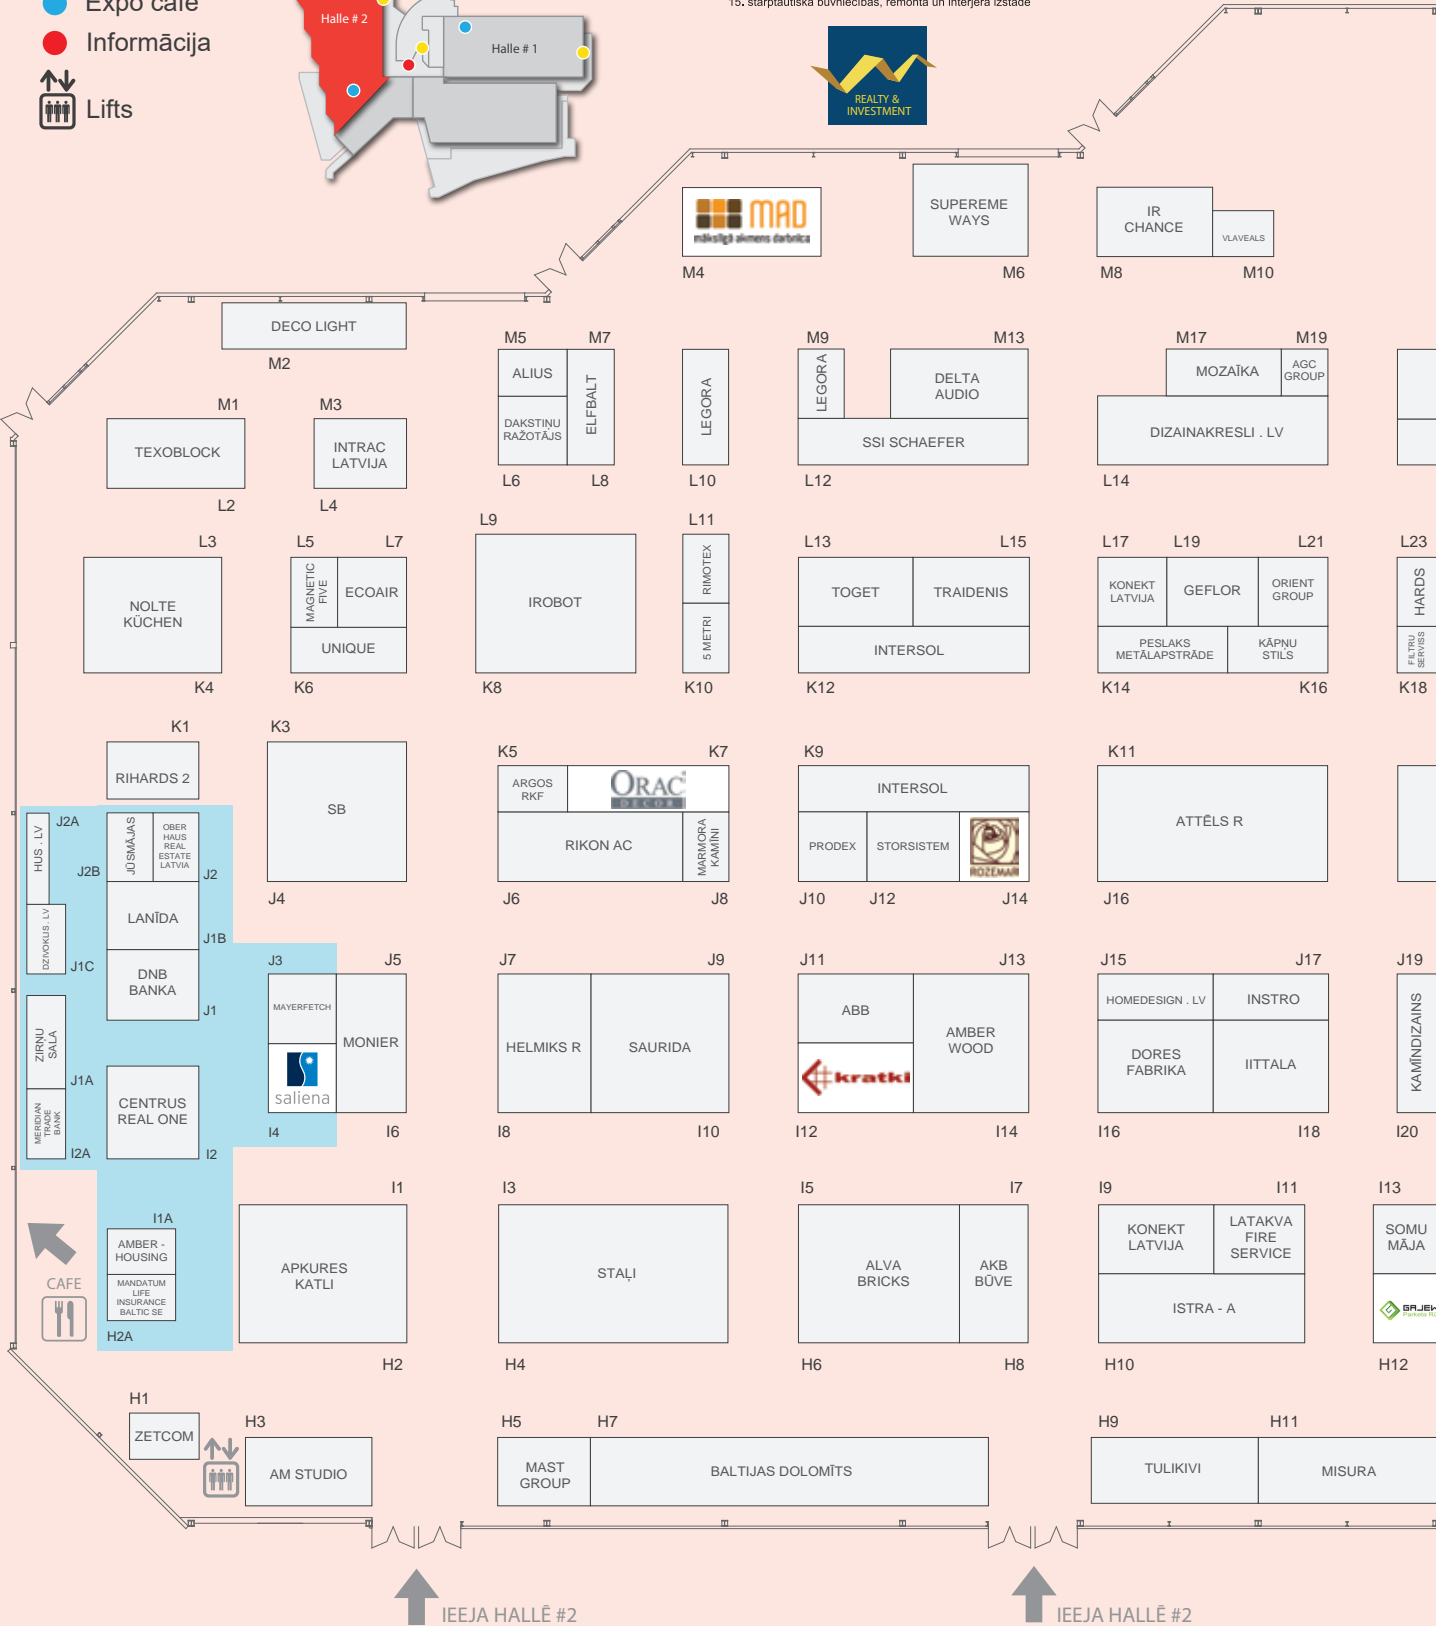 Expo café
Informācija
Lifts
Halle # 2
Halle # 1
15. starptautiskā būvniecības, remonta un interjera izstāde
REALTY &
INVESTMENT
MAD
mākslīgā akmens darbnīca
M4
SUPEREME
WAYS
M6
IR
CHANCE
VLAVEALS
M8
M10
DECO LIGHT
M2
M5
M7
ALIUS
DAKSTIŅU
RAŽOTĀJS
ELFBALT
L6
L8
LEGORA
L10
M9
M13
LEGORA
DELTA
AUDIO
SSI SCHAEFER
L12
M17
M19
MOZAĪKA
AGC
GROUP
DIZAINAKRESLI . LV
L14
M1
M3
TEXOBLOCK
INTRAC
LATVIJA
L2
L4
L3
NOLTE
KÜCHEN
K4
L5
L7
MAGNETIC
FIVE
ECOAIR
UNIQUE
K6
L9
IROBOT
K8
L11
RIMOTEX
5 METRI
K10
L13
L15
TOGET
TRAIDENIS
INTERSOL
K12
L17
L19
L21
KONEKT
LATVIJA
GEFLOR
ORIENT
GROUP
PESLAKS
METĀLAPSTRĀDE
KĀPŅU
STILS
K14
K16
L23
HARDS
FILTRU
SERVISS
K18
K1
RIHARDS 2
K3
SB
J4
K5
K7
ARGOS
RKF
ORAC
DECOR
RIKON AC
MARMORA
KAMĪNI
J6
J8
K9
INTERSOL
PRODEX
STORSISTEM
ROZEMARI
J10
J12
J14
K11
ATTĒLS R
J16
J2A
HUS . LV
J2B
JŪSMĀJAS
OBER
HAUS
REAL
ESTATE
LATVIA
J2
LANĪDA
J1B
DZIVOKLIS . LV
J1C
DNB
BANKA
J1
ZIRŅU
SALA
J1A
MERIDIAN
TRADE
BANK
I2A
CENTRUS
REAL ONE
I2
J3
J5
MAYERFETCH
saliena
MONIER
I4
I6
J7
J9
HELMIKS R
SAURIDA
I8
I10
J11
J13
ABB
kratki
AMBER
WOOD
I12
I14
J15
J17
HOMEDESIGN . LV
INSTRO
DORES
FABRIKA
IITTALA
I16
I18
J19
KAMĪNDIZAINS
I20
I1A
AMBER -
HOUSING
MANDATUM
LIFE
INSURANCE
BALTIC SE
H2A
CAFE
I1
APKURES
KATLI
H2
I3
STAĻI
H4
I5
I7
ALVA
BRICKS
AKB
BŪVE
H6
H8
I9
I11
KONEKT
LATVIJA
LATAKVA
FIRE
SERVICE
ISTRA - A
H10
I13
SOMU
MĀJA
H12
H1
ZETCOM
H3
AM STUDIO
H5
H7
MAST
GROUP
BALTIJAS DOLOMĪTS
H9
H11
TULIKIVI
MISURA
IEEJA HALLĒ #2
IEEJA HALLĒ #2